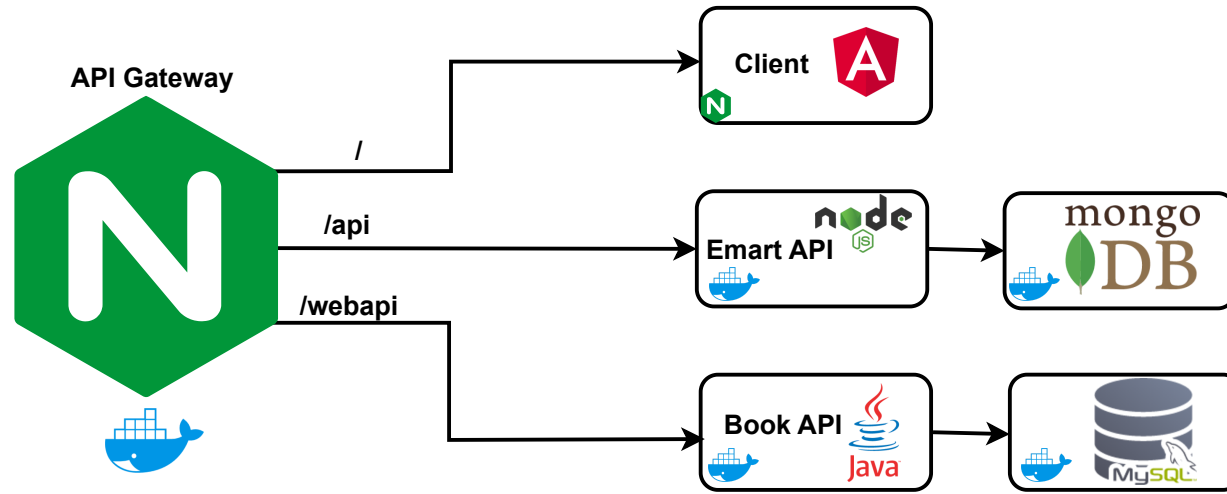 API Gateway
N
/
Client
A
N
/api
Emart API
node
JS
mongo
DB
/webapi
Book API
Java
MySQL